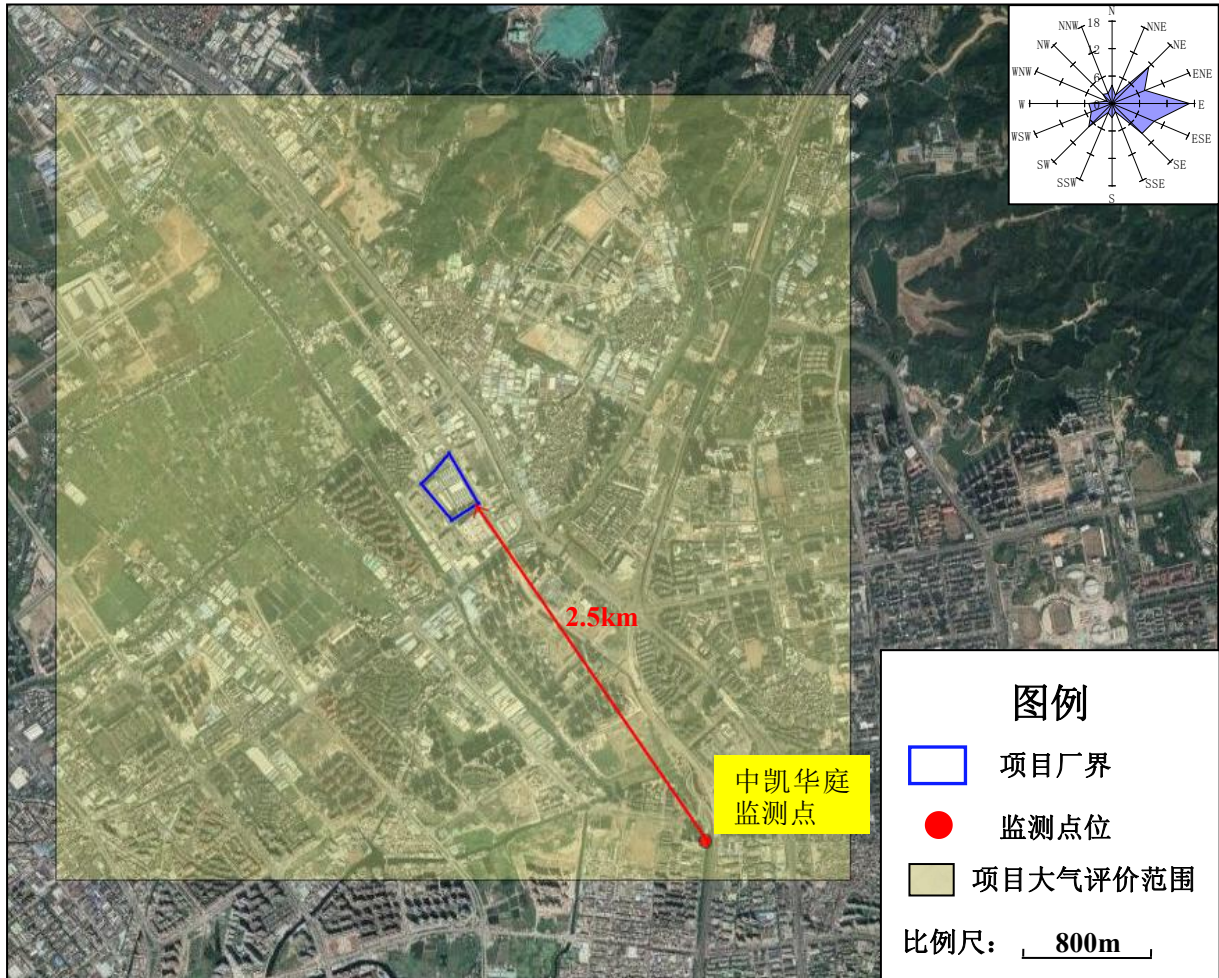 N
NNW
18
NNE
NW
12
NE
WNW
6
ENE
W
0
E
WSW
ESE
SW
SE
SSW
SSE
S
2.5km
中凯华庭
监测点
图例
项目厂界
监测点位
项目大气评价范围
比例尺： 800m